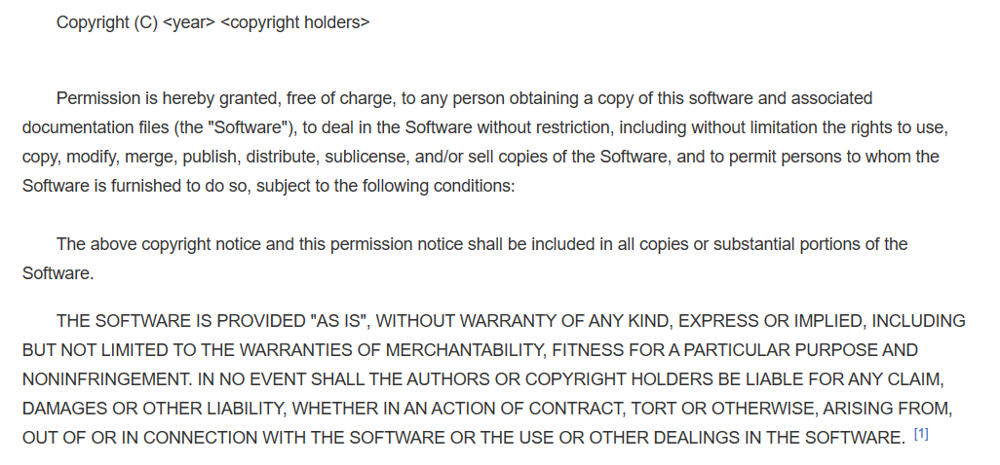 Copyright (C) <year> <copyright holders>
Permission is hereby granted, free of charge, to any person obtaining a copy of this software and associated
documentation files (the "Software"), to deal in the Software without restriction, including without limitation the rights to use,
copy, modify, merge, publish, distribute, sublicense, and/or sell copies of the Software, and to permit persons to whom the
Software is furnished to do so, subject to the following conditions:
The above copyright notice and this permission notice shall be included in all copies or substantial portions of the
Software.
THE SOFTWARE IS PROVIDED "AS IS", WITHOUT WARRANTY OF ANY KIND, EXPRESS OR IMPLIED, INCLUDING
BUT NOT LIMITED TO THE WARRANTIES OF MERCHANTABILITY, FITNESS FOR A PARTICULAR PURPOSE AND
NONINFRINGEMENT. IN NO EVENT SHALL THE AUTHORS OR COPYRIGHT HOLDERS BE LIABLE FOR ANY CLAIM,
DAMAGES OR OTHER LIABILITY, WHETHER IN AN ACTION OF CONTRACT, TORT OR OTHERWISE, ARISING FROM,
OUT OF OR IN CONNECTION WITH THE SOFTWARE OR THE USE OR OTHER DEALINGS IN THE SOFTWARE. [1]